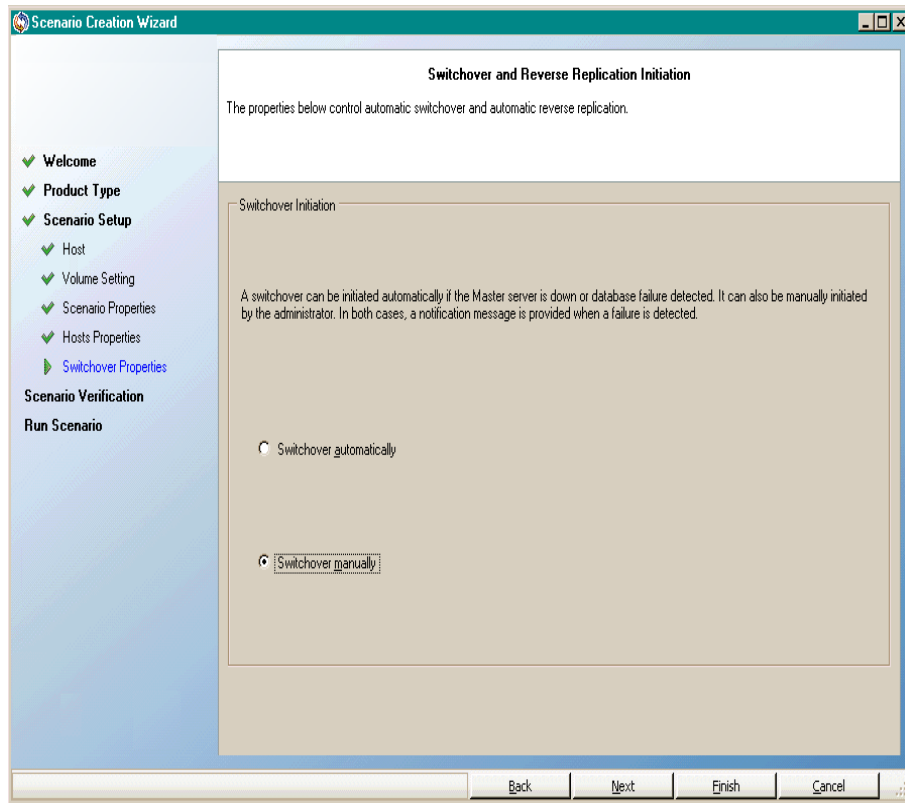 Scenario Creation Wizard
Switchover and Reverse Replication Initiation
The properties below control automatic switchover and automatic reverse replication.
Welcome
Product Type
Scenario Setup
Host
Volume Setting
Scenario Properties
Hosts Properties
Switchover Properties
Scenario Verification
Run Scenario
Switchover Initiation
A switchover can be initiated automatically if the Master server is down or database failure detected. It can also be manually initiated
by the administrator. In both cases, a notification message is provided when a failure is detected.
Switchover automatically
Switchover manually
Back
Next
Finish
Cancel